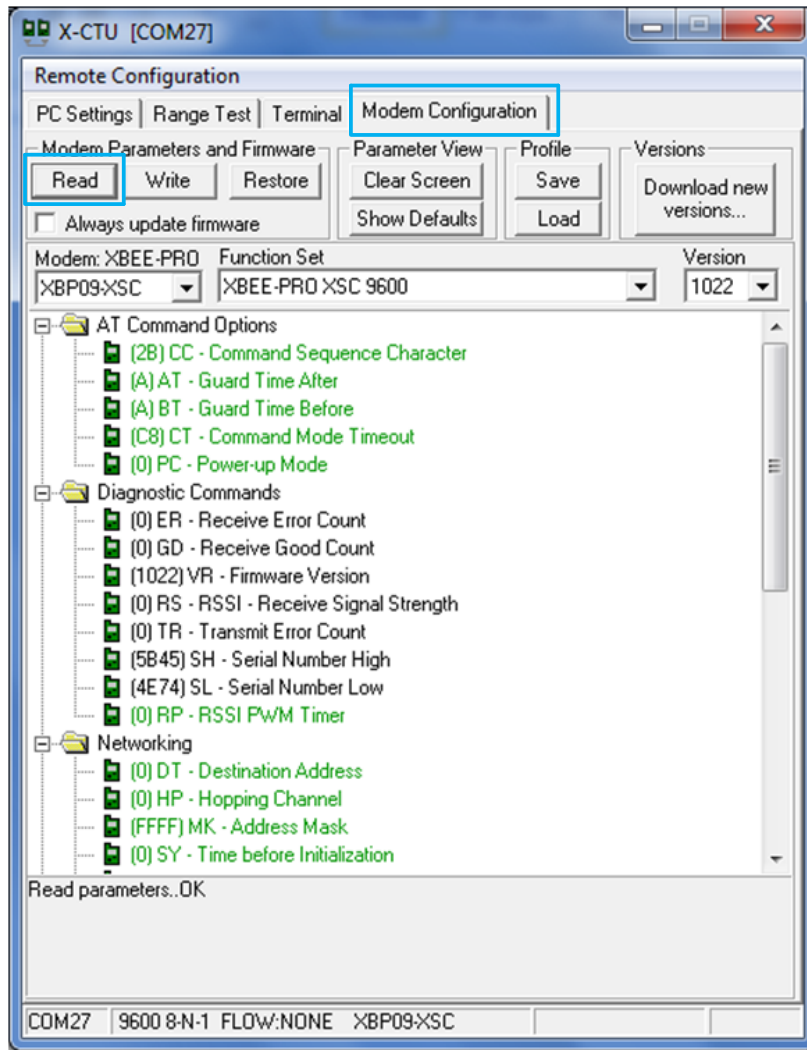 X-CTU [COM27]
Remote Configuration
PC Settings Range Test Terminal Modem Configuration
Modem Parameters and Firmware Parameter View Profile Versions
Read Write Restore Clear Screen Save Download new versions...
Always update firmware Show Defaults Load
Modem: XBEE-PRO Function Set Version
XBP09-XSC XBEE-PRO XSC 9600 1022
AT Command Options
(2B) CC - Command Sequence Character
(A) AT - Guard Time After
(A) BT - Guard Time Before
(C8) CT - Command Mode Timeout
(0) PC - Power-up Mode
Diagnostic Commands
(0) ER - Receive Error Count
(0) GD - Receive Good Count
(1022) VR - Firmware Version
(0) RS - RSSI - Receive Signal Strength
(0) TR - Transmit Error Count
(5B45) SH - Serial Number High
(4E74) SL - Serial Number Low
(0) RP - RSSI PWM Timer
Networking
(0) DT - Destination Address
(0) HP - Hopping Channel
(FFFF) MK - Address Mask
(0) SY - Time before Initialization
Read parameters..OK
COM27 9600 8-N-1 FLOW:NONE XBP09-XSC